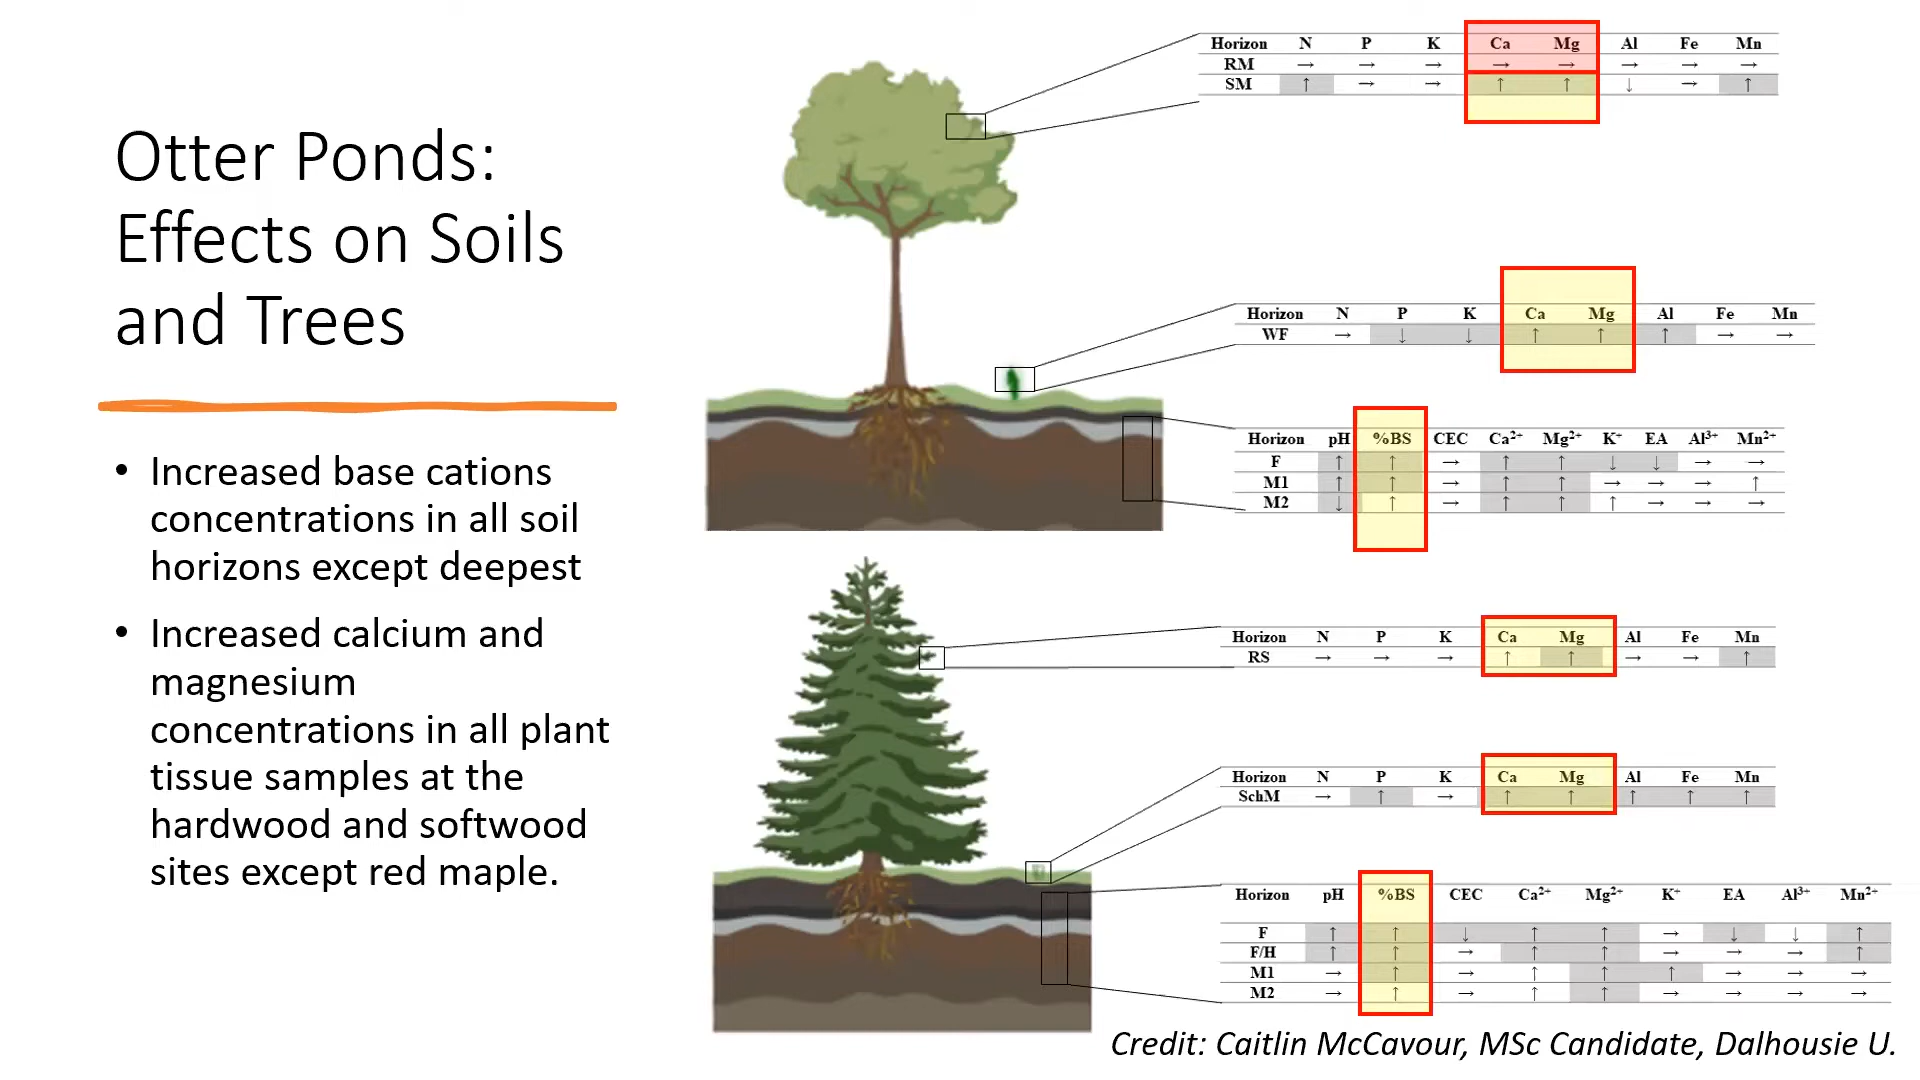 Otter Ponds:
Effects on Soils
and Trees
• Increased base cations
concentrations in all soil
horizons except deepest
• Increased calcium and
magnesium
concentrations in all plant
tissue samples at the
hardwood and softwood
sites except red maple.
Horizon N P K Ca Mg Al Fe Mn
RM → → → → → → → →
SM ↑ → → ↑ ↑ ↓ → ↑
Horizon N P K Ca Mg Al Fe Mn
WF → ↓ ↓ ↑ ↑ ↑ → →
Horizon pH %BS CEC Ca²⁺ Mg²⁺ K⁺ EA Al³⁺ Mn²⁺
F ↑ ↑ → ↑ ↑ ↓ ↓ → →
M1 ↑ ↑ → ↑ ↑ → → → ↑
M2 ↓ ↑ → ↑ ↑ ↑ → → →
Horizon N P K Ca Mg Al Fe Mn
RS → → → ↑ ↑ → → ↑
Horizon N P K Ca Mg Al Fe Mn
SchM → ↑ → ↑ ↑ ↑ ↑ ↑
Horizon pH %BS CEC Ca²⁺ Mg²⁺ K⁺ EA Al³⁺ Mn²⁺
F ↑ ↑ ↓ ↑ ↑ → ↓ ↓ ↑
F/H ↑ ↑ → ↑ ↑ → → → ↑
M1 → ↑ → ↑ ↑ ↑ → → →
M2 → ↑ → ↑ ↑ → → → →
Credit: Caitlin McCavour, MSc Candidate, Dalhousie U.